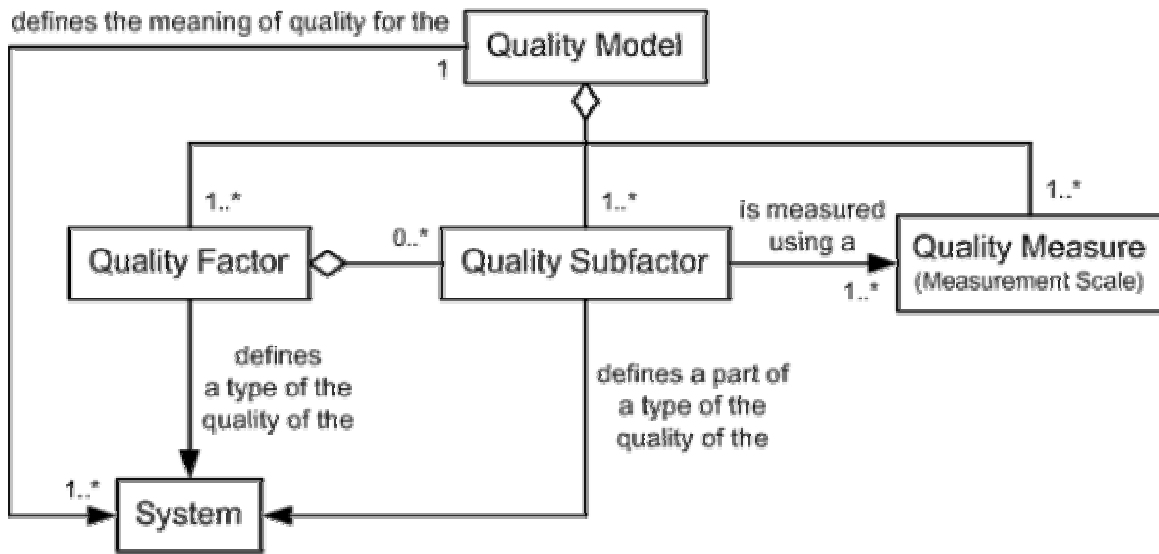 defines the meaning of quality for the
Quality Model
1
1..*
1..*
1..*
is measured
using a
0..*
1..*
Quality Factor
Quality Subfactor
Quality Measure
(Measurement Scale)
defines
a type of the
quality of the
defines a part of
a type of the
quality of the
1..*
System